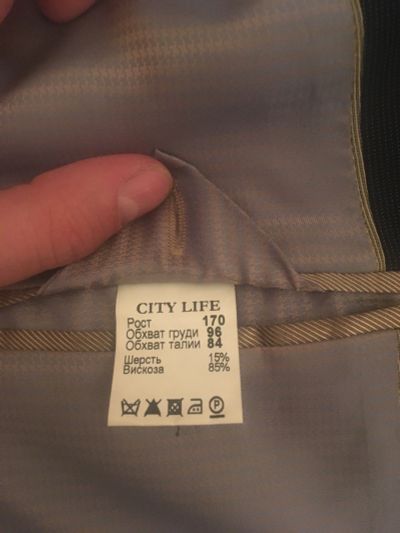 CITY LIFE
Рост 170
Обхват груди 96
Обхват талии 84
Шерсть 15%
Вискоза 85%
P